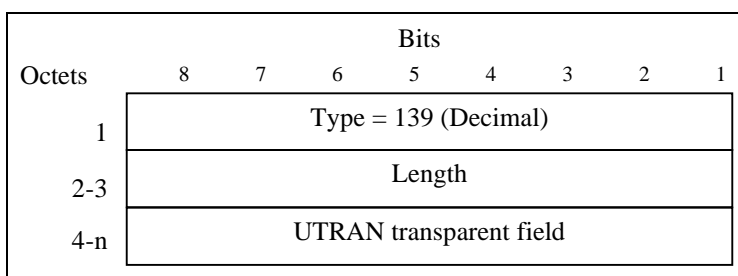 Bits
Octets 8 7 6 5 4 3 2 1
1 Type = 139 (Decimal)
2-3 Length
4-n UTRAN transparent field